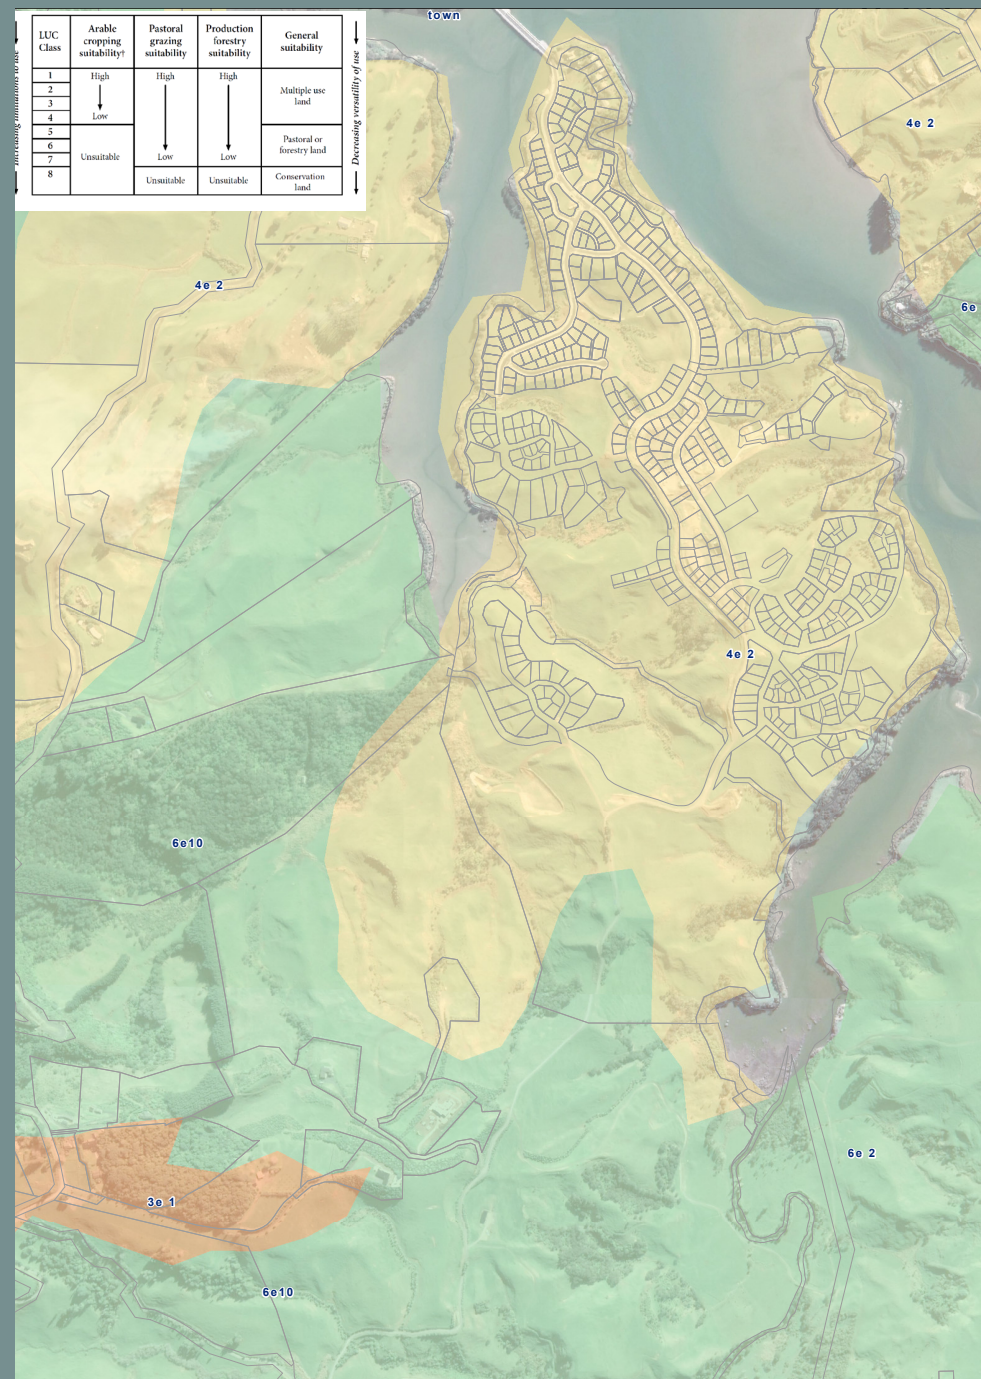 town
LUC Class
Arable cropping suitability†
Pastoral grazing suitability
Production forestry suitability
General suitability
1
High
High
High
2
3
4
Low
Multiple use land
5
6
7
Unsuitable
Low
Low
Pastoral or forestry land
8
Unsuitable
Unsuitable
Conservation land
Increasing limitations to use
Decreasing versatility of use
4e 2
4e 2
6e
4e 2
6e10
6e 2
3e 1
6e10